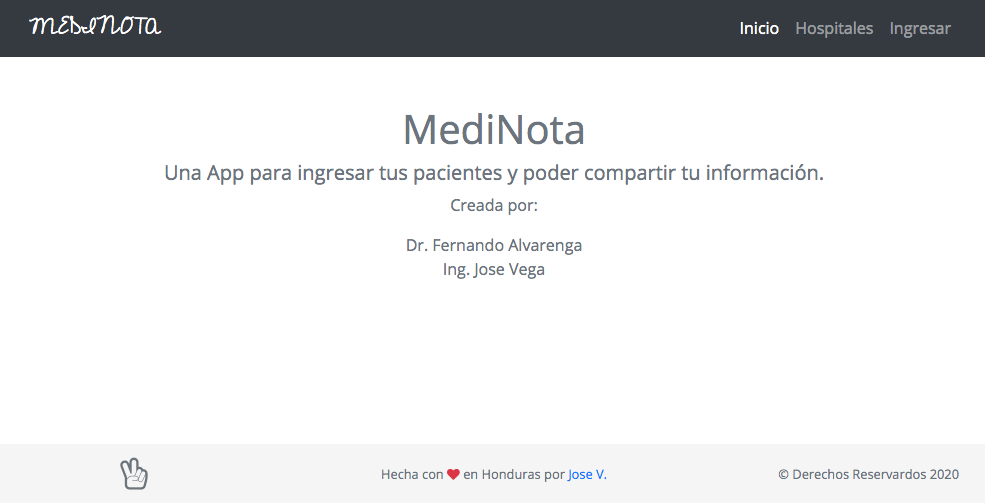 MEDINOTA
Inicio Hospitales Ingresar
MediNota
Una App para ingresar tus pacientes y poder compartir tu información.
Creada por:
Dr. Fernando Alvarenga
Ing. Jose Vega
Hecha con ❤ en Honduras por Jose V.
© Derechos Reservardos 2020